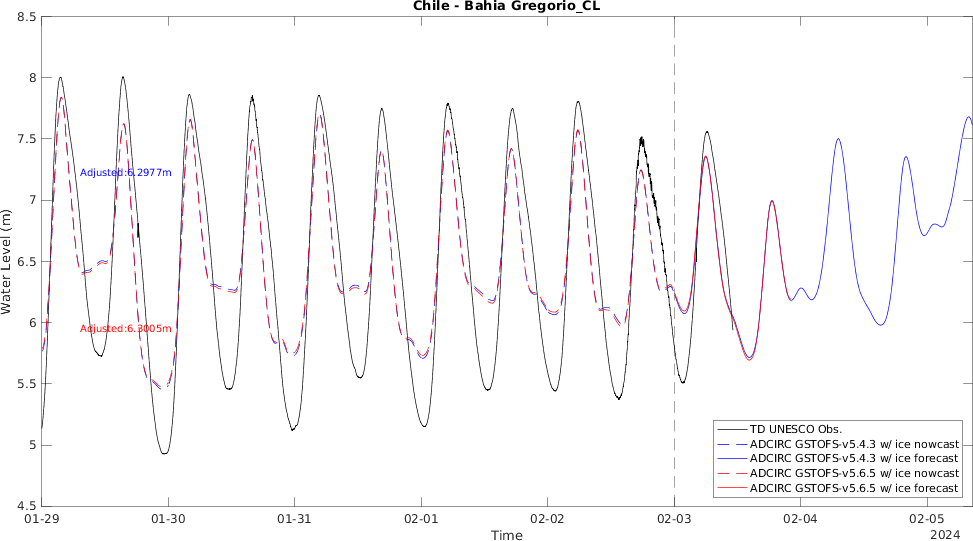 Chile - Bahia Gregorio_CL
8.5
8
7.5
7
6.5
6
5.5
5
4.5
Water Level (m)
Adjusted:6.2977m
Adjusted:6.3005m
TD UNESCO Obs.
ADCIRC GSTOFS-v5.4.3 w/ ice nowcast
ADCIRC GSTOFS-v5.4.3 w/ ice forecast
ADCIRC GSTOFS-v5.6.5 w/ ice nowcast
ADCIRC GSTOFS-v5.6.5 w/ ice forecast
01-29 01-30 01-31 02-01 02-02 02-03 02-04 02-05
Time
2024